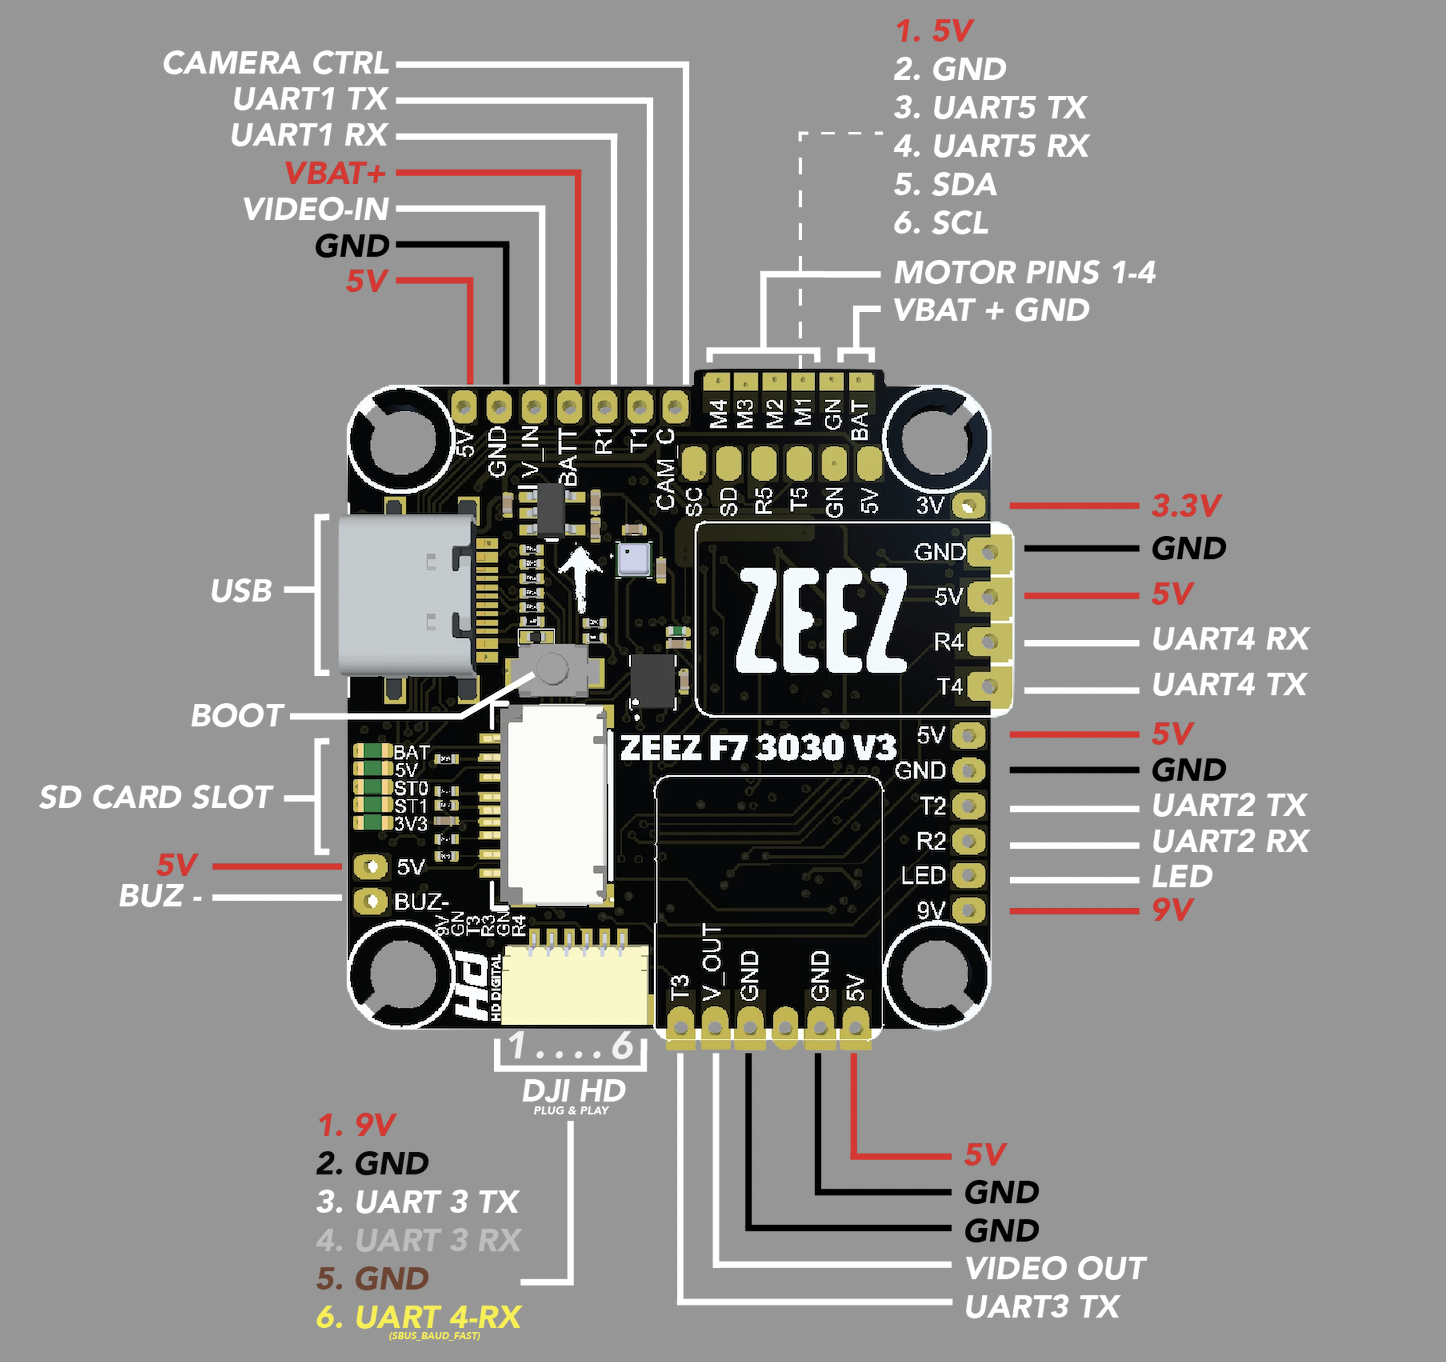 CAMERA CTRL
UART1 TX
UART1 RX
VBAT+
VIDEO-IN
GND
5V
1. 5V
2. GND
3. UART5 TX
4. UART5 RX
5. SDA
6. SCL
MOTOR PINS 1-4
VBAT + GND
5V
GND
V_IN
BATT
R1
T1
CAM_C
M4
M3
M2
M1
GN
BAT
SC
SD
R5
T5
GN
5V
3V
GND
5V
R4
T4
5V
GND
T2
R2
LED
9V
3.3V
GND
5V
UART4 RX
UART4 TX
5V
GND
UART2 TX
UART2 RX
LED
9V
ZEEZ
ZEEZ F7 3030 V3
USB
BOOT
SD CARD SLOT
BAT
5V
ST0
ST1
3V3
5V
5V
BUZ -
BUZ-
9V
GN
T3
R3
GN
R4
Hd
HD DIGITAL
T3
V_OUT
GND
GND
5V
1....6
DJI HD
PLUG & PLAY
1. 9V
2. GND
3. UART 3 TX
4. UART 3 RX
5. GND
6. UART 4-RX
(SBUS_BAUD_FAST)
5V
GND
GND
VIDEO OUT
UART3 TX